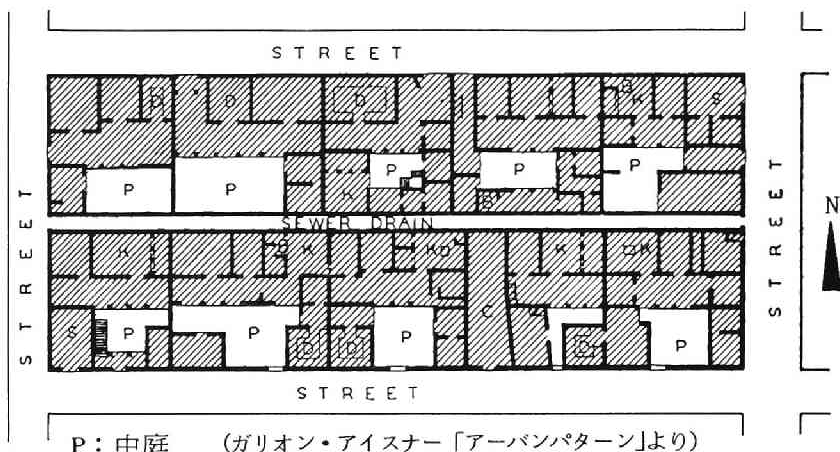 STREET
D D D B K S
P P K P P P
B
SEWER DRAIN
STREET
STREET
N
K K K K K
S P P D D P C D P
STREET
P：中庭 （ガリオン・アイスナー「アーバンパターン」より）